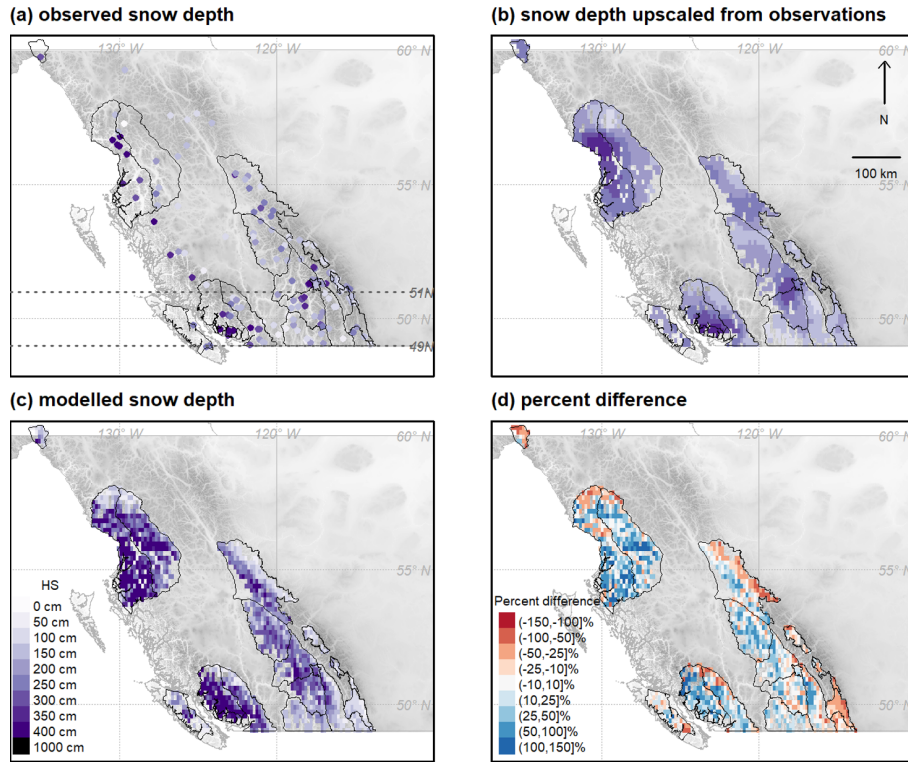 (a) observed snow depth
130° W
120° W
60° N
55° N
51N
50° N
49N
(b) snow depth upscaled from observations
130° W
120° W
60° N
N
100 km
55° N
50° N
(c) modelled snow depth
130° W
120° W
60° N
55° N
50° N
HS
0 cm
50 cm
100 cm
150 cm
200 cm
250 cm
300 cm
350 cm
400 cm
1000 cm
(d) percent difference
130° W
120° W
60° N
55° N
50° N
Percent difference
(-150,-100]%
(-100,-50]%
(-50,-25]%
(-25,-10]%
(-10,10]%
(10,25]%
(25,50]%
(50,100]%
(100,150]%